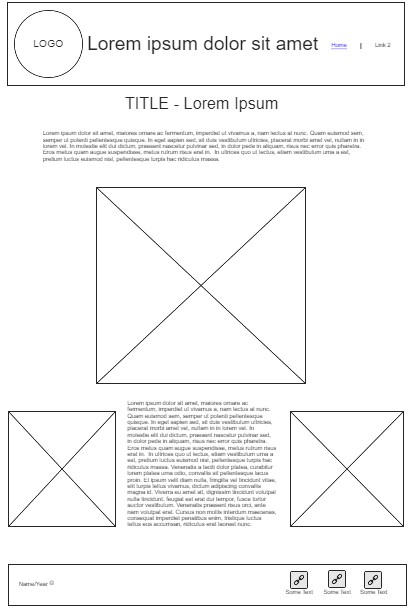 LOGO
Lorem ipsum dolor sit amet
Home | Link 2
TITLE - Lorem Ipsum
Lorem ipsum dolor sit amet, maiores ornare ac fermentum, imperdiet ut vivamus a, nam lectus at nunc. Quam euismod sem,
semper ut potenti pellentesque quisque. In eget sapien sed, sit duis vestibulum ultricies, placerat morbi amet vel, nullam in in
lorem vel. In molestie elit dui dictum, praesent nascetur pulvinar sed, in dolor pede in aliquam, risus nec error quis pharetra.
Eros metus quam augue suspendisse, metus rutrum risus erat in. In ultrices quo ut lectus, etiam vestibulum urna a est,
pretium luctus euismod nisl, pellentesque turpis hac ridiculus massa.
Lorem ipsum dolor sit amet, maiores ornare ac
fermentum, imperdiet ut vivamus a, nam lectus at nunc.
Quam euismod sem, semper ut potenti pellentesque
quisque. In eget sapien sed, sit duis vestibulum ultricies,
placerat morbi amet vel, nullam in in lorem vel. In
molestie elit dui dictum, praesent nascetur pulvinar sed,
in dolor pede in aliquam, risus nec error quis pharetra.
Eros metus quam augue suspendisse, metus rutrum risus
erat in. In ultrices quo ut lectus, etiam vestibulum urna a
est, pretium luctus euismod nisl, pellentesque turpis hac
ridiculus massa. Venenatis a taciti dolor platea, curabitur
lorem platea urna odio, convallis sit pellentesque lacus
proin. Et ipsum velit diam nulla, fringilla vel tincidunt vitae,
elit turpis tellus vivamus, dictum adipiscing convallis
magna id. Viverra eu amet sit, dignissim tincidunt volutpat
nulla tincidunt, feugiat est erat dui tempor, fusce tortor
auctor vestibulum. Venenatis praesent risus orci, ante
nam volutpat erat. Cursus non mollis interdum maecenas,
consequat imperdiet penatibus enim, tristique luctus
tellus eos accumsan, ridiculus erat laoreet nunc.
Name/Year ©
Some Text Some Text Some Text